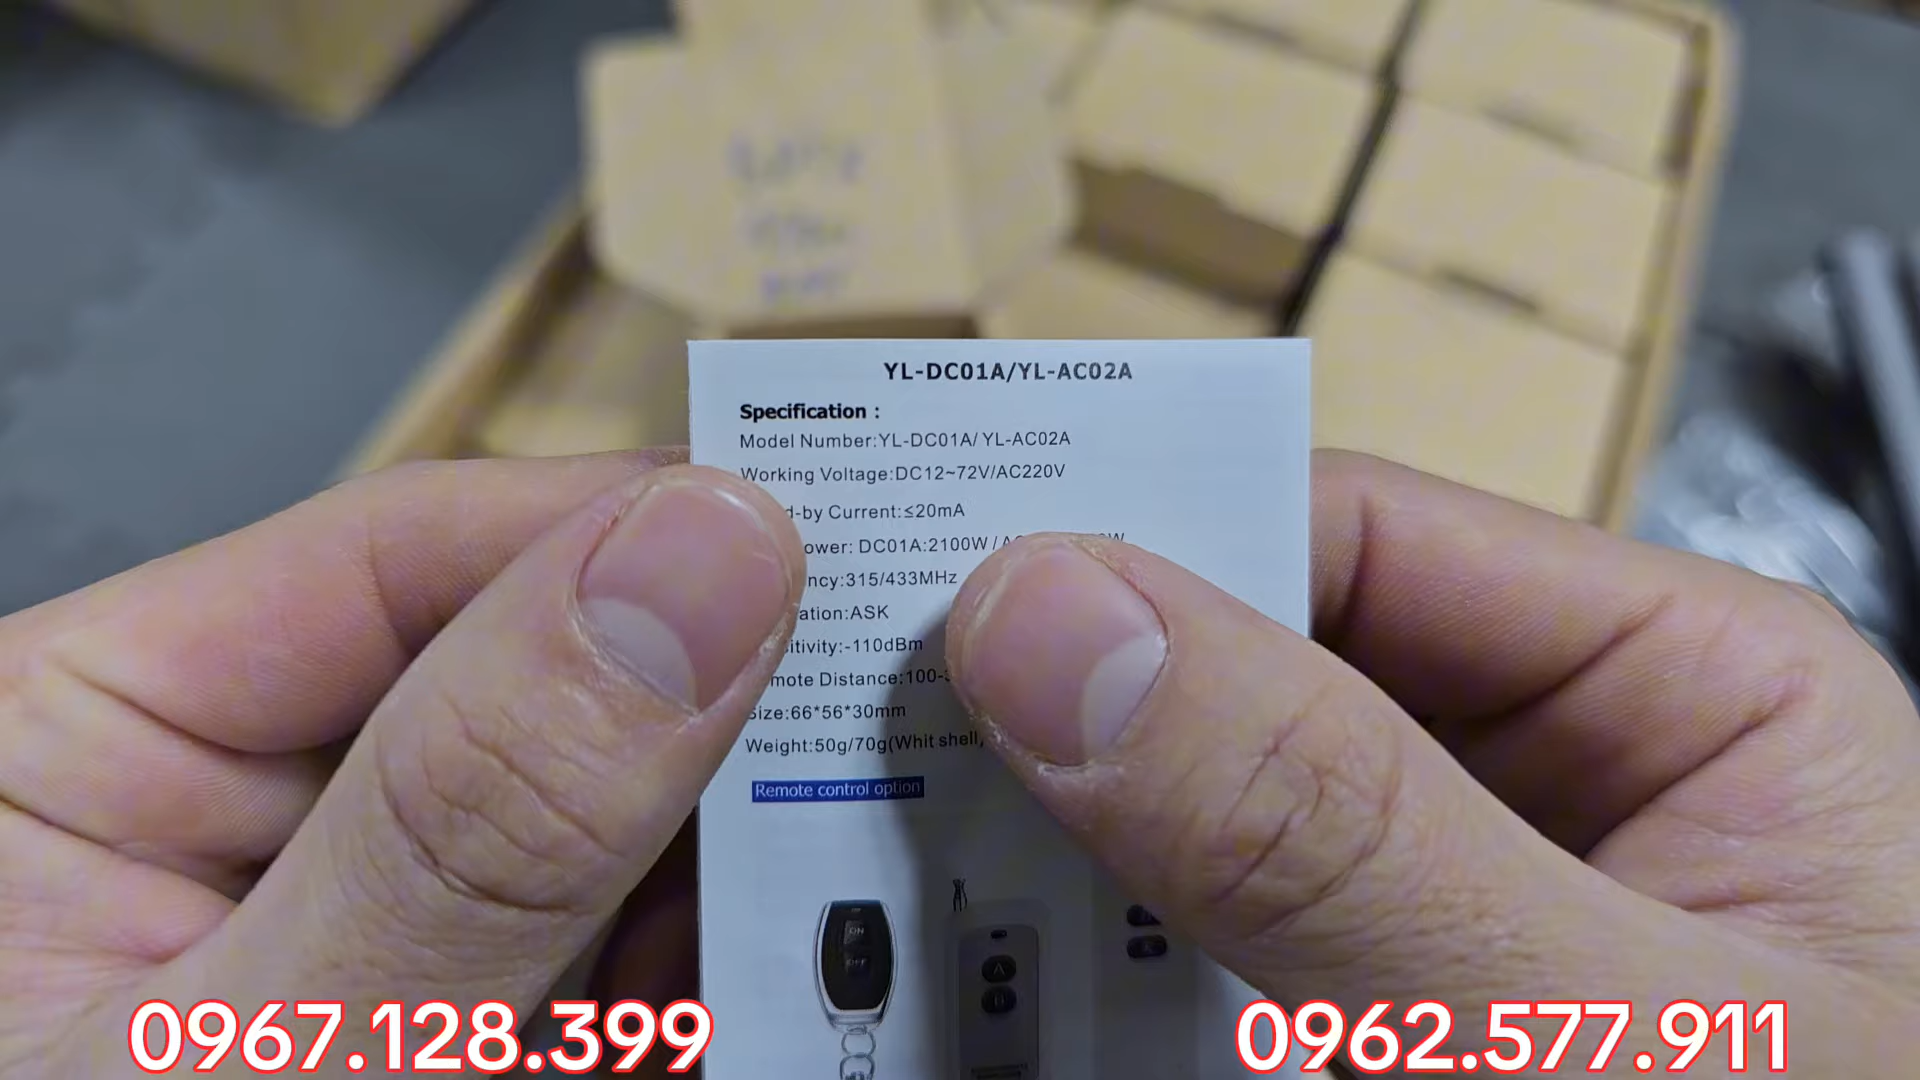 YL-DC01A/YL-AC02A
Specification :
Model Number:YL-DC01A/ YL-AC02A
Working Voltage:DC12~72V/AC220V
d-by Current:≤20mA
ower: DC01A:2100W / A
ncy:315/433MHz
ation:ASK
itivity:-110dBm
mote Distance:100-
Size:66*56*30mm
Weight:50g/70g(Whit shell)
Remote control option
ON
OFF
A
B
0967.128.399
0962.577.911